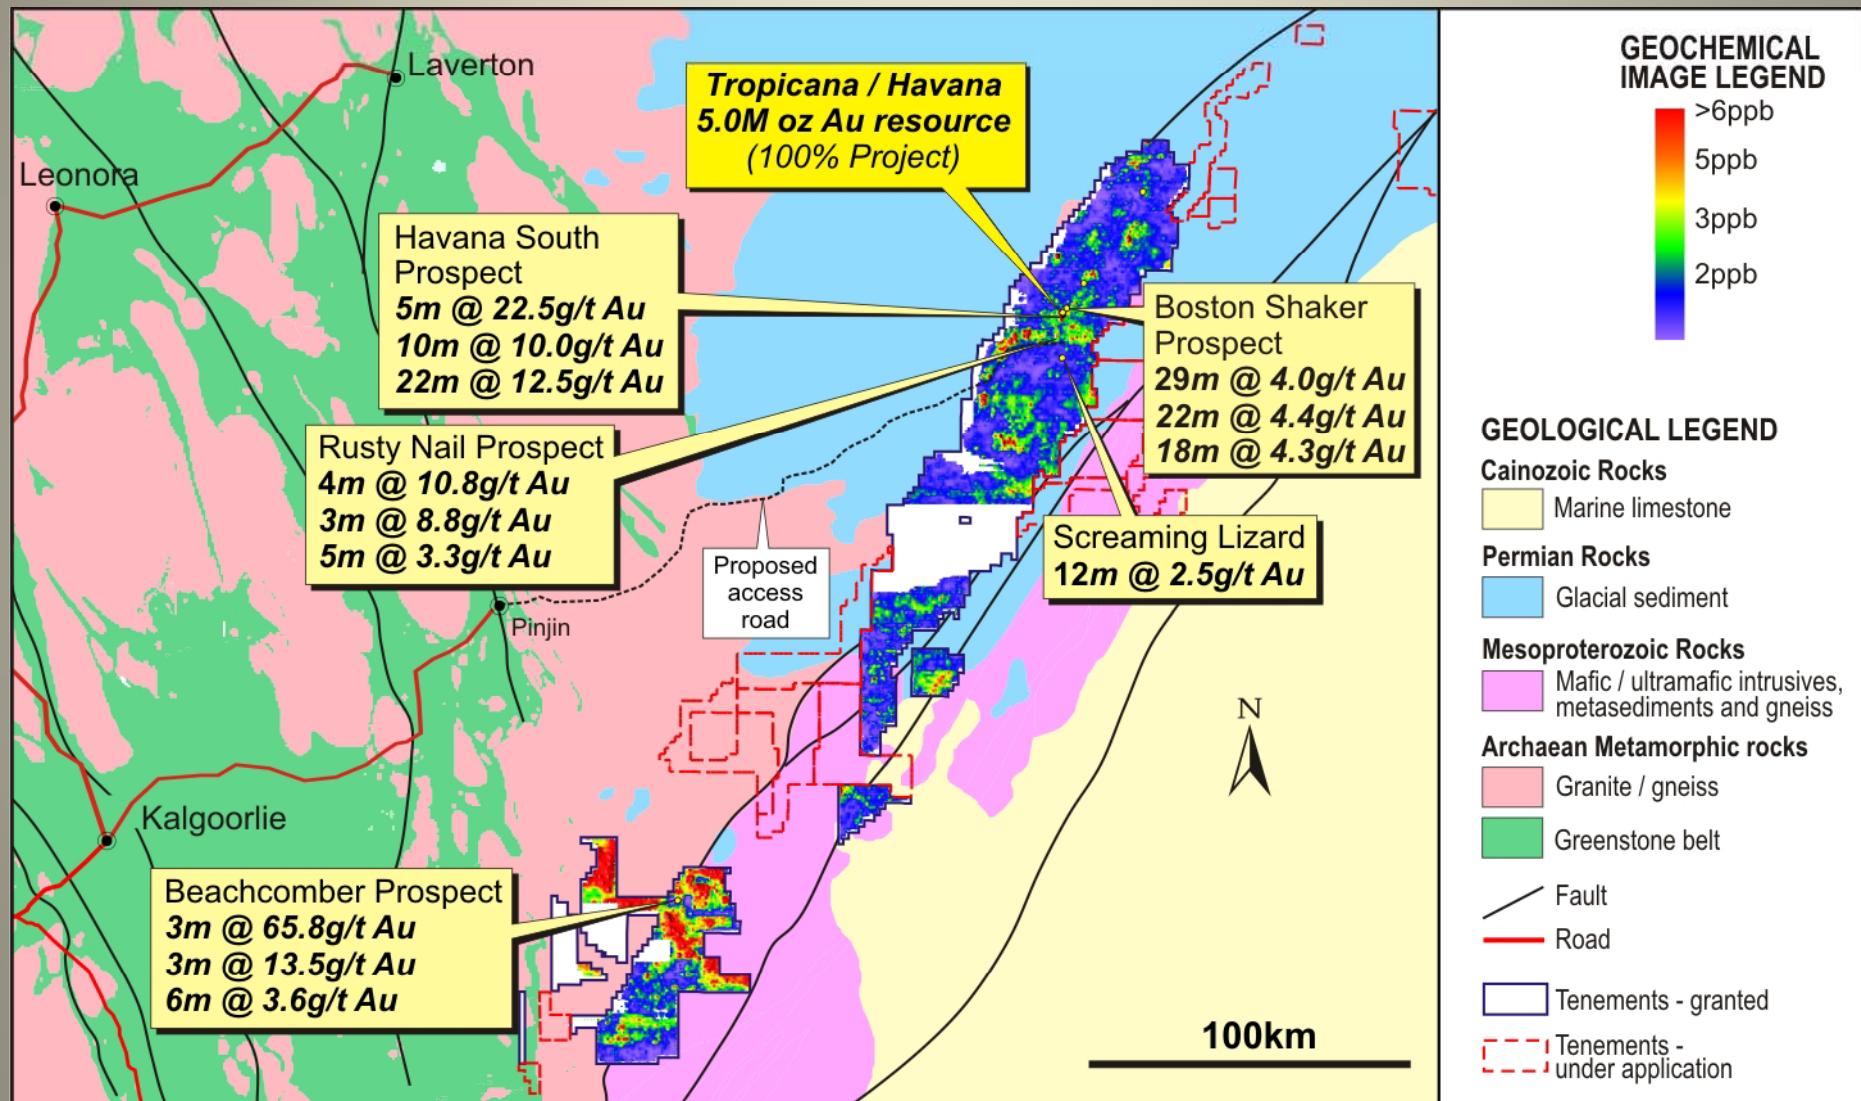 Laverton
Leonora
Tropicana / Havana
5.0M oz Au resource
(100% Project)
Havana South
Prospect
5m @ 22.5g/t Au
10m @ 10.0g/t Au
22m @ 12.5g/t Au
Boston Shaker
Prospect
29m @ 4.0g/t Au
22m @ 4.4g/t Au
18m @ 4.3g/t Au
Rusty Nail Prospect
4m @ 10.8g/t Au
3m @ 8.8g/t Au
5m @ 3.3g/t Au
Screaming Lizard
12m @ 2.5g/t Au
Proposed
access
road
Pinjin
Kalgoorlie
Beachcomber Prospect
3m @ 65.8g/t Au
3m @ 13.5g/t Au
6m @ 3.6g/t Au
N
100km
GEOCHEMICAL
IMAGE LEGEND
>6ppb
5ppb
3ppb
2ppb
GEOLOGICAL LEGEND
Cainozoic Rocks
Marine limestone
Permian Rocks
Glacial sediment
Mesoproterozoic Rocks
Mafic / ultramafic intrusives,
metasediments and gneiss
Archaean Metamorphic rocks
Granite / gneiss
Greenstone belt
Fault
Road
Tenements - granted
Tenements -
under application